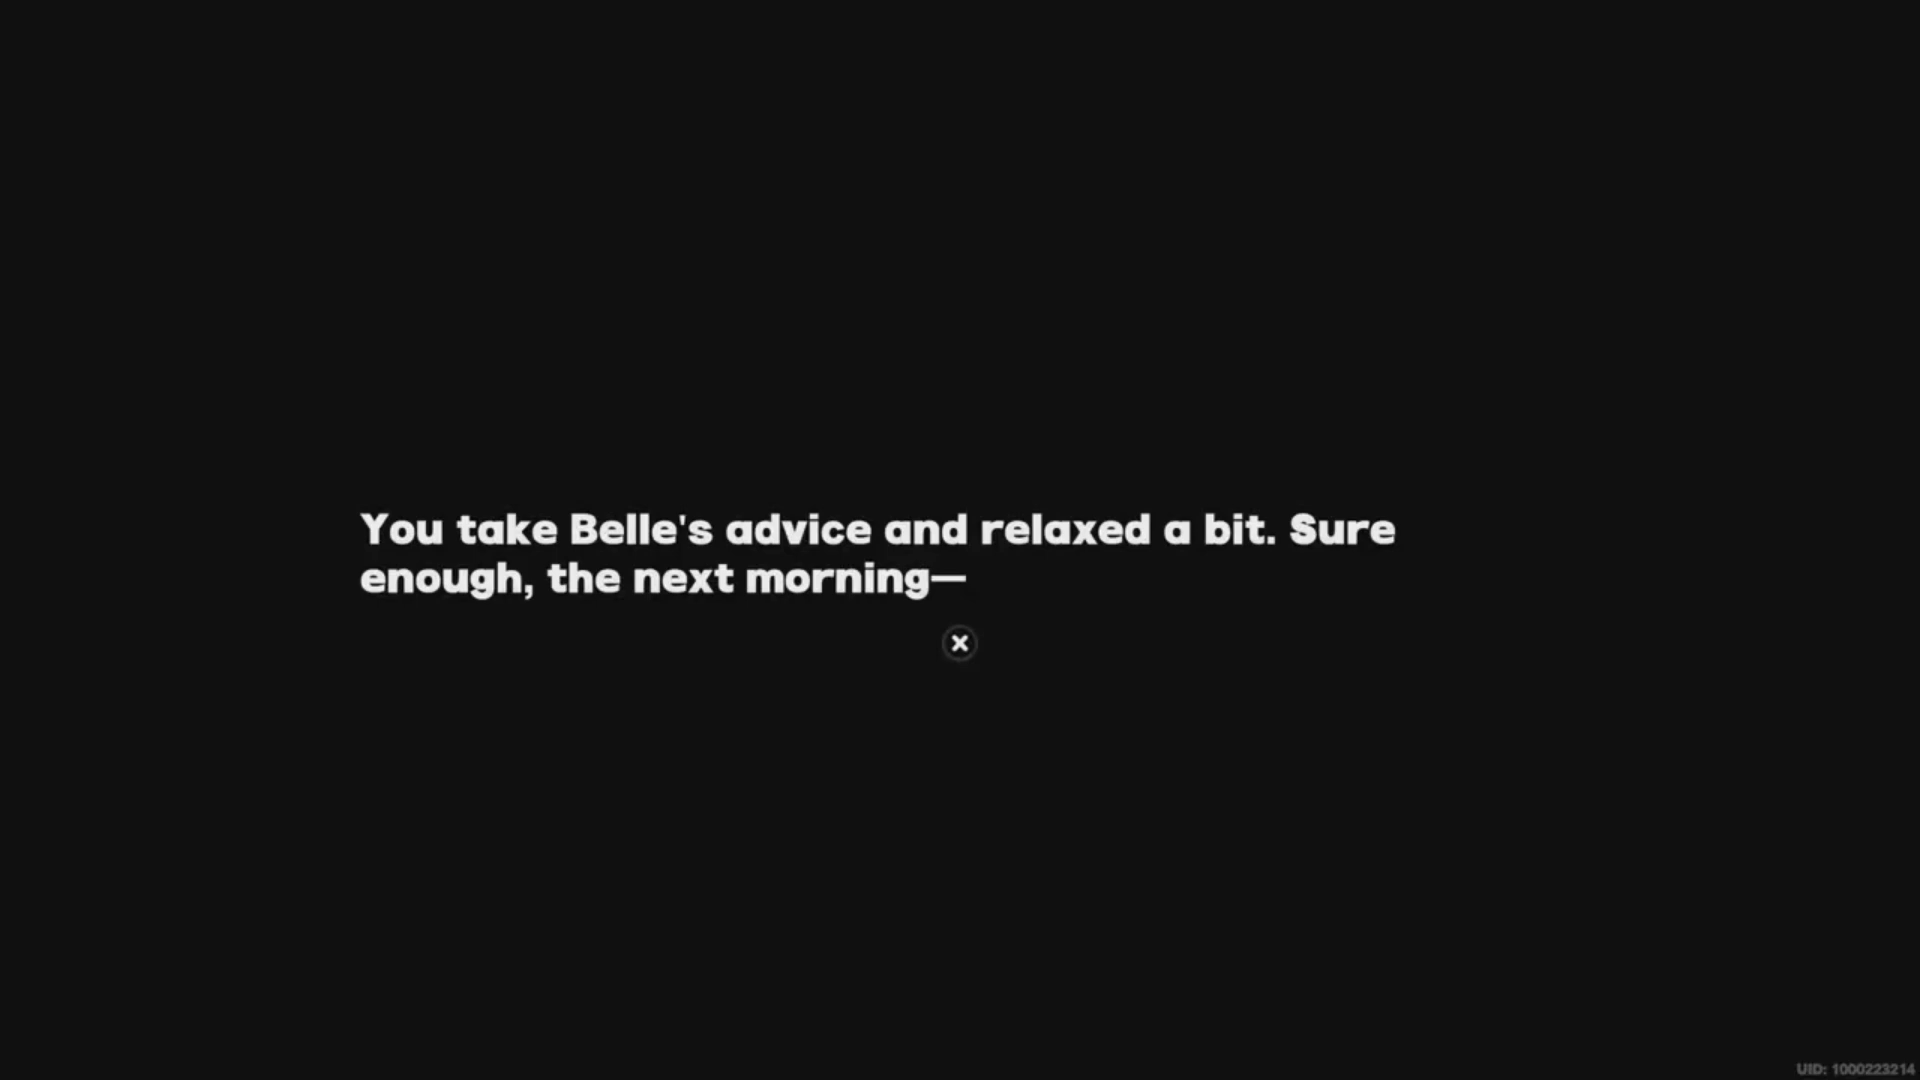 You take Belle's advice and relaxed a bit. Sure
enough, the next morning—
UID: 1000223214